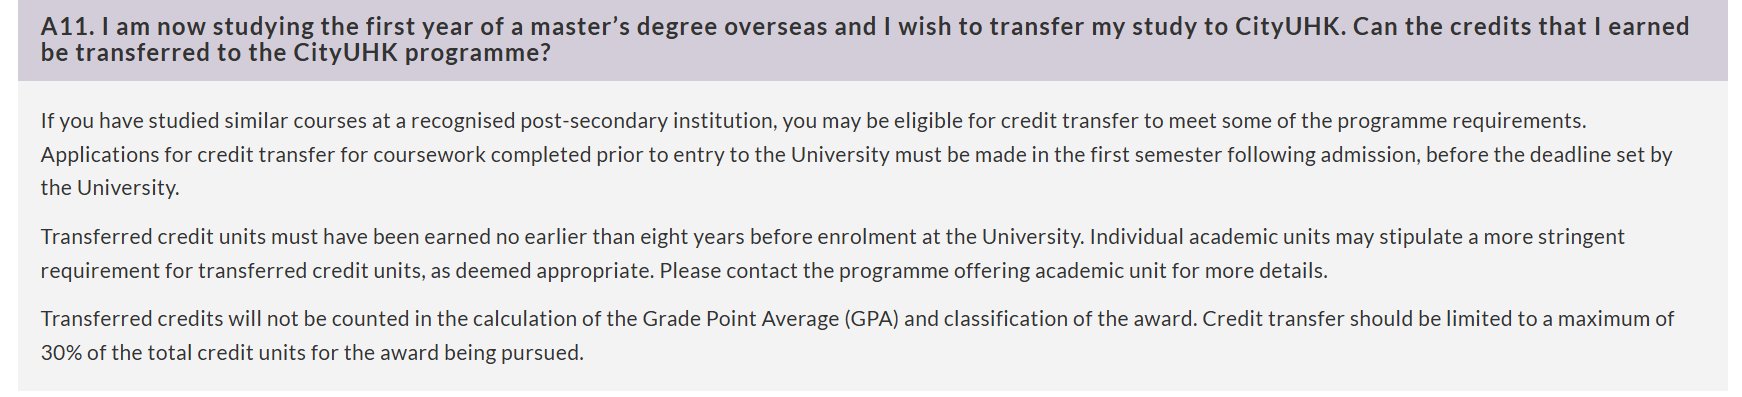 A11. I am now studying the first year of a master’s degree overseas and I wish to transfer my study to CityUHK. Can the credits that I earned
be transferred to the CityUHK programme?
If you have studied similar courses at a recognised post-secondary institution, you may be eligible for credit transfer to meet some of the programme requirements.
Applications for credit transfer for coursework completed prior to entry to the University must be made in the first semester following admission, before the deadline set by
the University.
Transferred credit units must have been earned no earlier than eight years before enrolment at the University. Individual academic units may stipulate a more stringent
requirement for transferred credit units, as deemed appropriate. Please contact the programme offering academic unit for more details.
Transferred credits will not be counted in the calculation of the Grade Point Average (GPA) and classification of the award. Credit transfer should be limited to a maximum of
30% of the total credit units for the award being pursued.